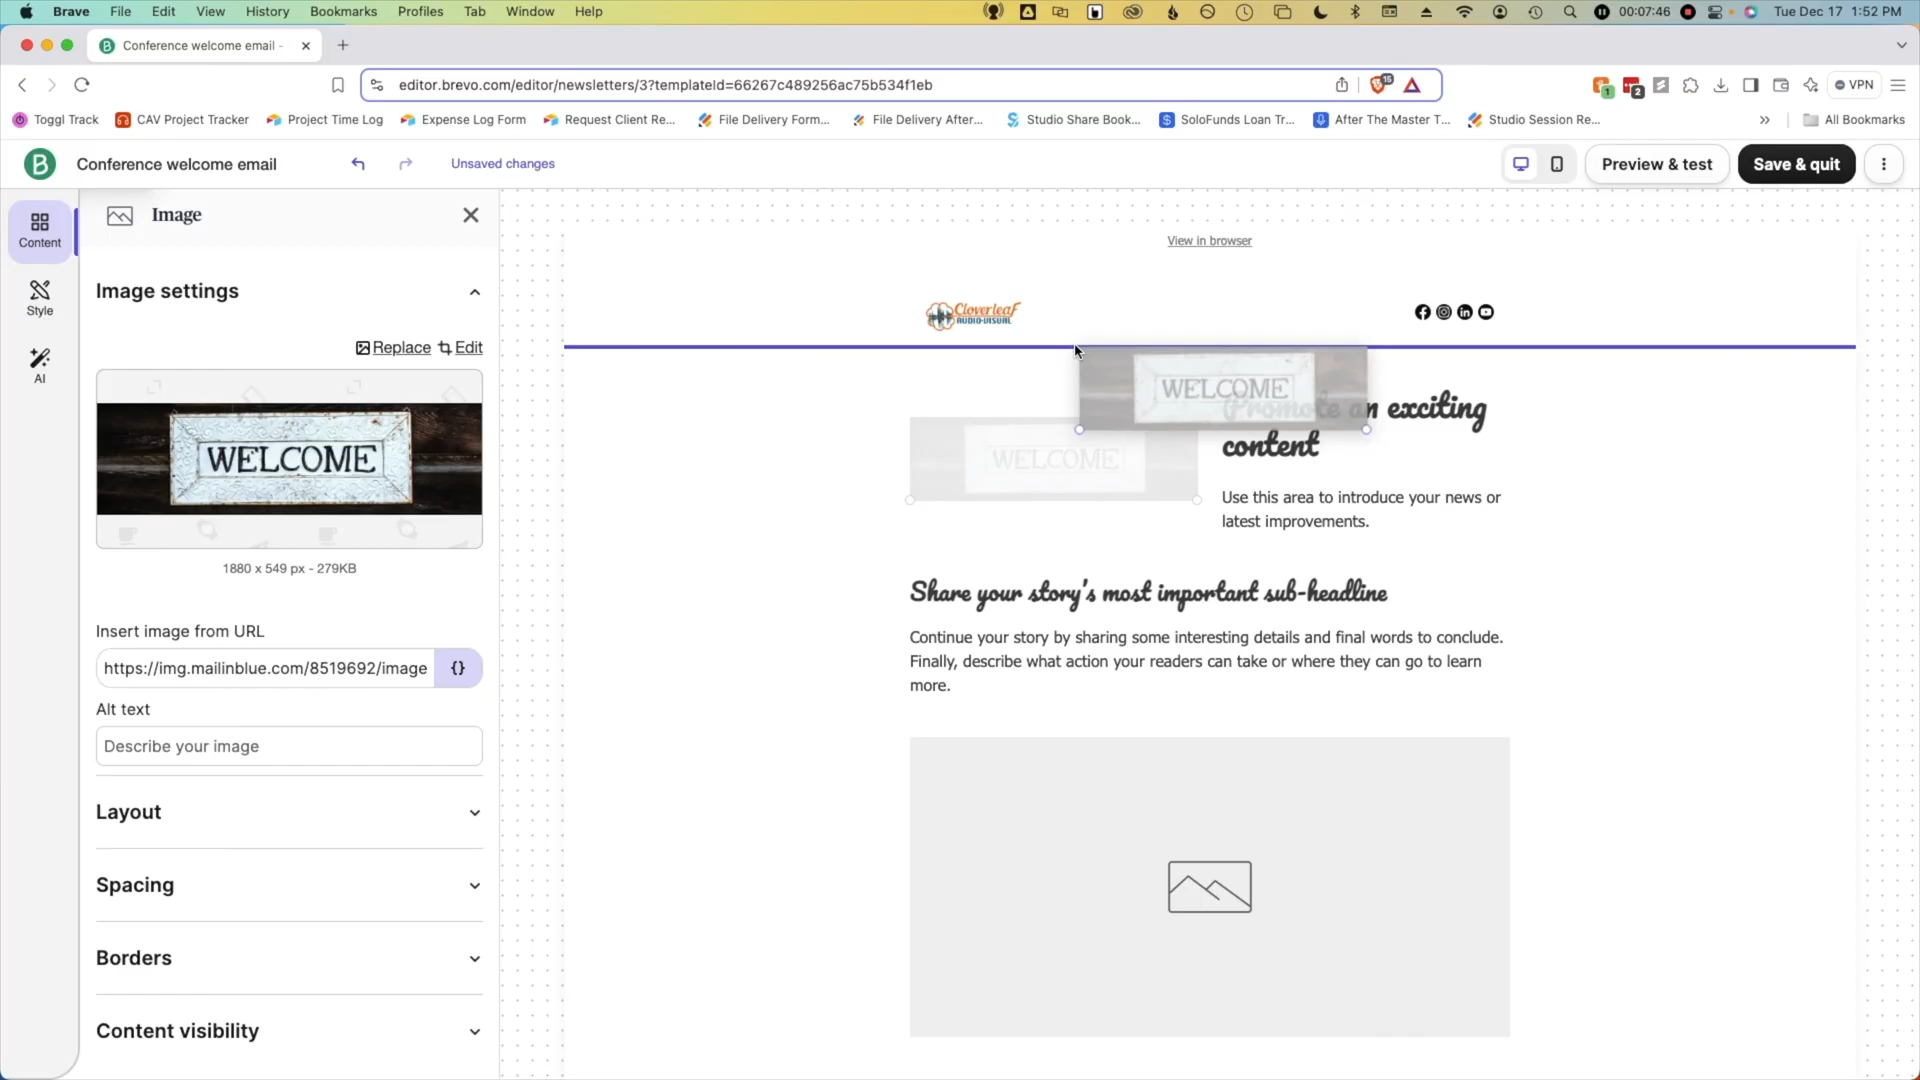 Brave File Edit View History Bookmarks Profiles Tab Window Help 00:07:46 Tue Dec 17 1:52 PM
Conference welcome email -
editor.brevo.com/editor/newsletters/3?templateId=66267c489256ac75b534f1eb 15 1 2 VPN
Toggl Track CAV Project Tracker Project Time Log Expense Log Form Request Client Re... File Delivery Form... File Delivery After... Studio Share Book... SoloFunds Loan Tr... After The Master T... Studio Session Re... All Bookmarks
B Conference welcome email Unsaved changes Preview & test Save & quit
Content
Style
AI
Image
Image settings
Replace Edit
WELCOME
1880 x 549 px - 279KB
Insert image from URL
https://img.mailinblue.com/8519692/image {}
Alt text
Describe your image
Layout
Spacing
Borders
Content visibility
View in browser
Cloverleaf
AUDIO-VISUAL
WELCOME
WELCOME
Promote an exciting
content
Use this area to introduce your news or
latest improvements.
Share your story's most important sub-headline
Continue your story by sharing some interesting details and final words to conclude.
Finally, describe what action your readers can take or where they can go to learn
more.